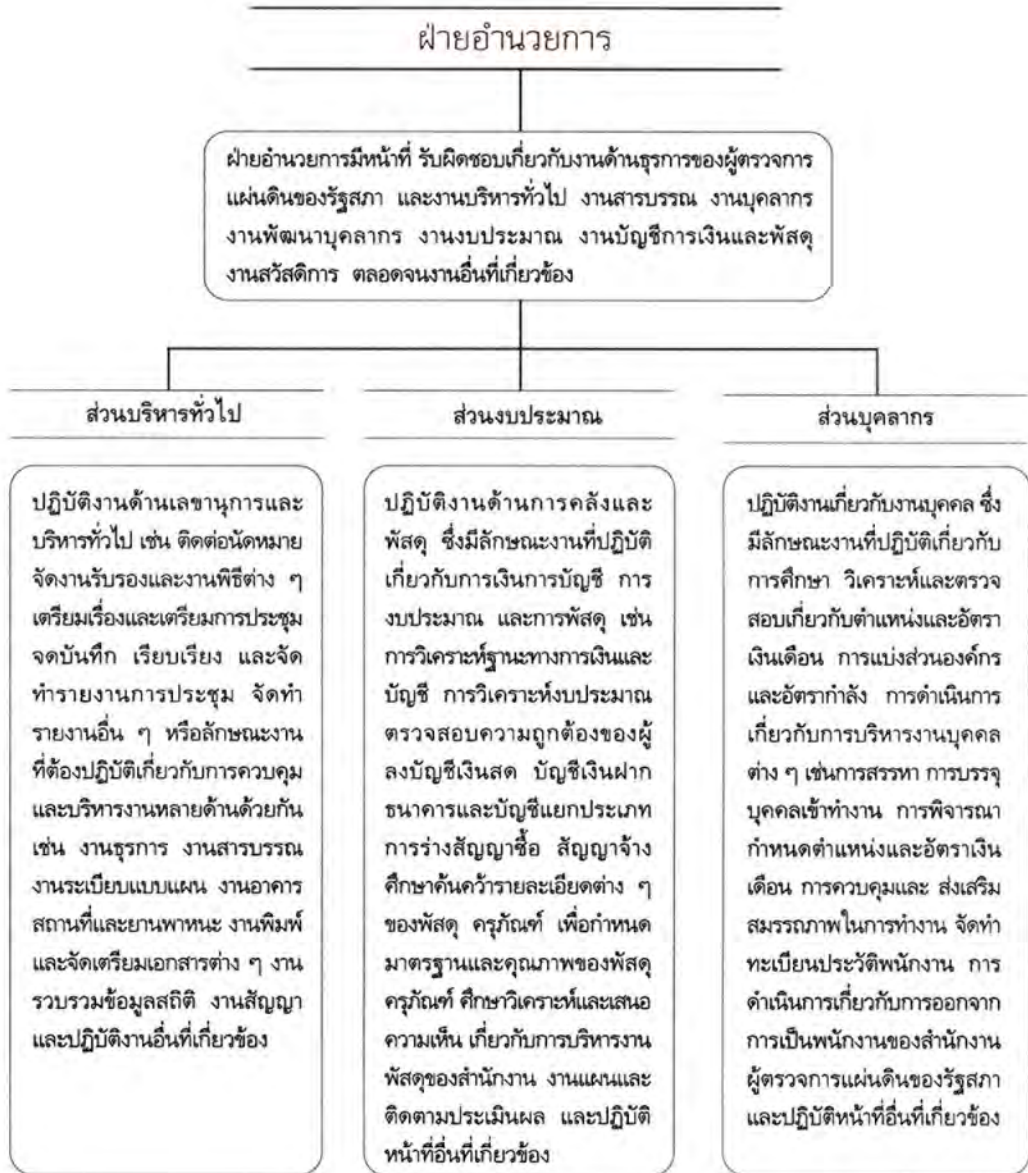 ฝ่ายอำนวยการ
ฝ่ายอำนวยการมีหน้าที่ รับผิดชอบเกี่ยวกับงานด้านธุรการของผู้ตรวจการ
แผ่นดินของรัฐสภา และงานบริหารทั่วไป งานสารบรรณ งานบุคลากร
งานพัฒนาบุคลากร งานงบประมาณ งานบัญชีการเงินและพัสดุ
งานสวัสดิการ ตลอดจนงานอื่นที่เกี่ยวข้อง
ส่วนบริหารทั่วไป
ปฏิบัติงานด้านเลขานุการและ
บริหารทั่วไป เช่น ติดต่อนัดหมาย
จัดงานรับรองและงานพิธีต่าง ๆ
เตรียมเรื่องและเตรียมการประชุม
จดบันทึก เรียบเรียง และจัด
ทำรายงานการประชุม จัดทำ
รายงานอื่น ๆ หรือลักษณะงาน
ที่ต้องปฏิบัติเกี่ยวกับการควบคุม
และบริหารงานหลายด้านด้วยกัน
เช่น งานธุรการ งานสารบรรณ
งานระเบียบแบบแผน งานอาคาร
สถานที่และยานพาหนะ งานพิมพ์
และจัดเตรียมเอกสารต่าง ๆ งาน
รวบรวมข้อมูลสถิติ งานสัญญา
และปฏิบัติงานอื่นที่เกี่ยวข้อง
ส่วนงบประมาณ
ปฏิบัติงานด้านการคลังและ
พัสดุ ซึ่งมีลักษณะงานที่ปฏิบัติ
เกี่ยวกับการเงินการบัญชี การ
งบประมาณ และการพัสดุ เช่น
การวิเคราะห์ฐานะทางการเงินและ
บัญชี การวิเคราะห์งบประมาณ
ตรวจสอบความถูกต้องของผู้
ลงบัญชีเงินสด บัญชีเงินฝาก
ธนาคารและบัญชีแยกประเภท
การร่างสัญญาซื้อ สัญญาจ้าง
ศึกษาค้นคว้ารายละเอียดต่าง ๆ
ของพัสดุ ครุภัณฑ์ เพื่อกำหนด
มาตรฐานและคุณภาพของพัสดุ
ครุภัณฑ์ ศึกษาวิเคราะห์และเสนอ
ความเห็น เกี่ยวกับการบริหารงาน
พัสดุของสำนักงาน งานแผนและ
ติดตามประเมินผล และปฏิบัติ
หน้าที่อื่นที่เกี่ยวข้อง
ส่วนบุคลากร
ปฏิบัติงานเกี่ยวกับงานบุคคล ซึ่ง
มีลักษณะงานที่ปฏิบัติเกี่ยวกับ
การศึกษา วิเคราะห์และตรวจ
สอบเกี่ยวกับตำแหน่งและอัตรา
เงินเดือน การแบ่งส่วนองค์กร
และอัตรากำลัง การดำเนินการ
เกี่ยวกับการบริหารงานบุคคล
ต่าง ๆ เช่นการสรรหา การบรรจุ
บุคคลเข้าทำงาน การพิจารณา
กำหนดตำแหน่งและอัตราเงิน
เดือน การควบคุมและ ส่งเสริม
สมรรถภาพในการทำงาน จัดทำ
ทะเบียนประวัติพนักงาน การ
ดำเนินการเกี่ยวกับการออกจาก
การเป็นพนักงานของสำนักงาน
ผู้ตรวจการแผ่นดินของรัฐสภา
และปฏิบัติหน้าที่อื่นที่เกี่ยวข้อง